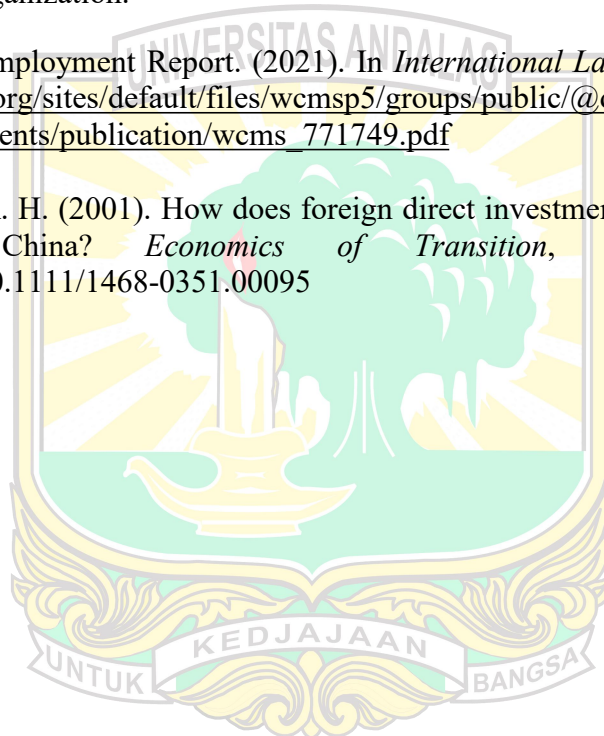 ganization.
UNIVERSITAS ANDALAS
mployment Report. (2021). In International La
org/sites/default/files/wcmsp5/groups/public/@
ents/publication/wcms_771749.pdf
. H. (2001). How does foreign direct investmen
China? Economics of Transition,
0.1111/1468-0351.00095
UNTUK KEDJAJAAN BANGSA